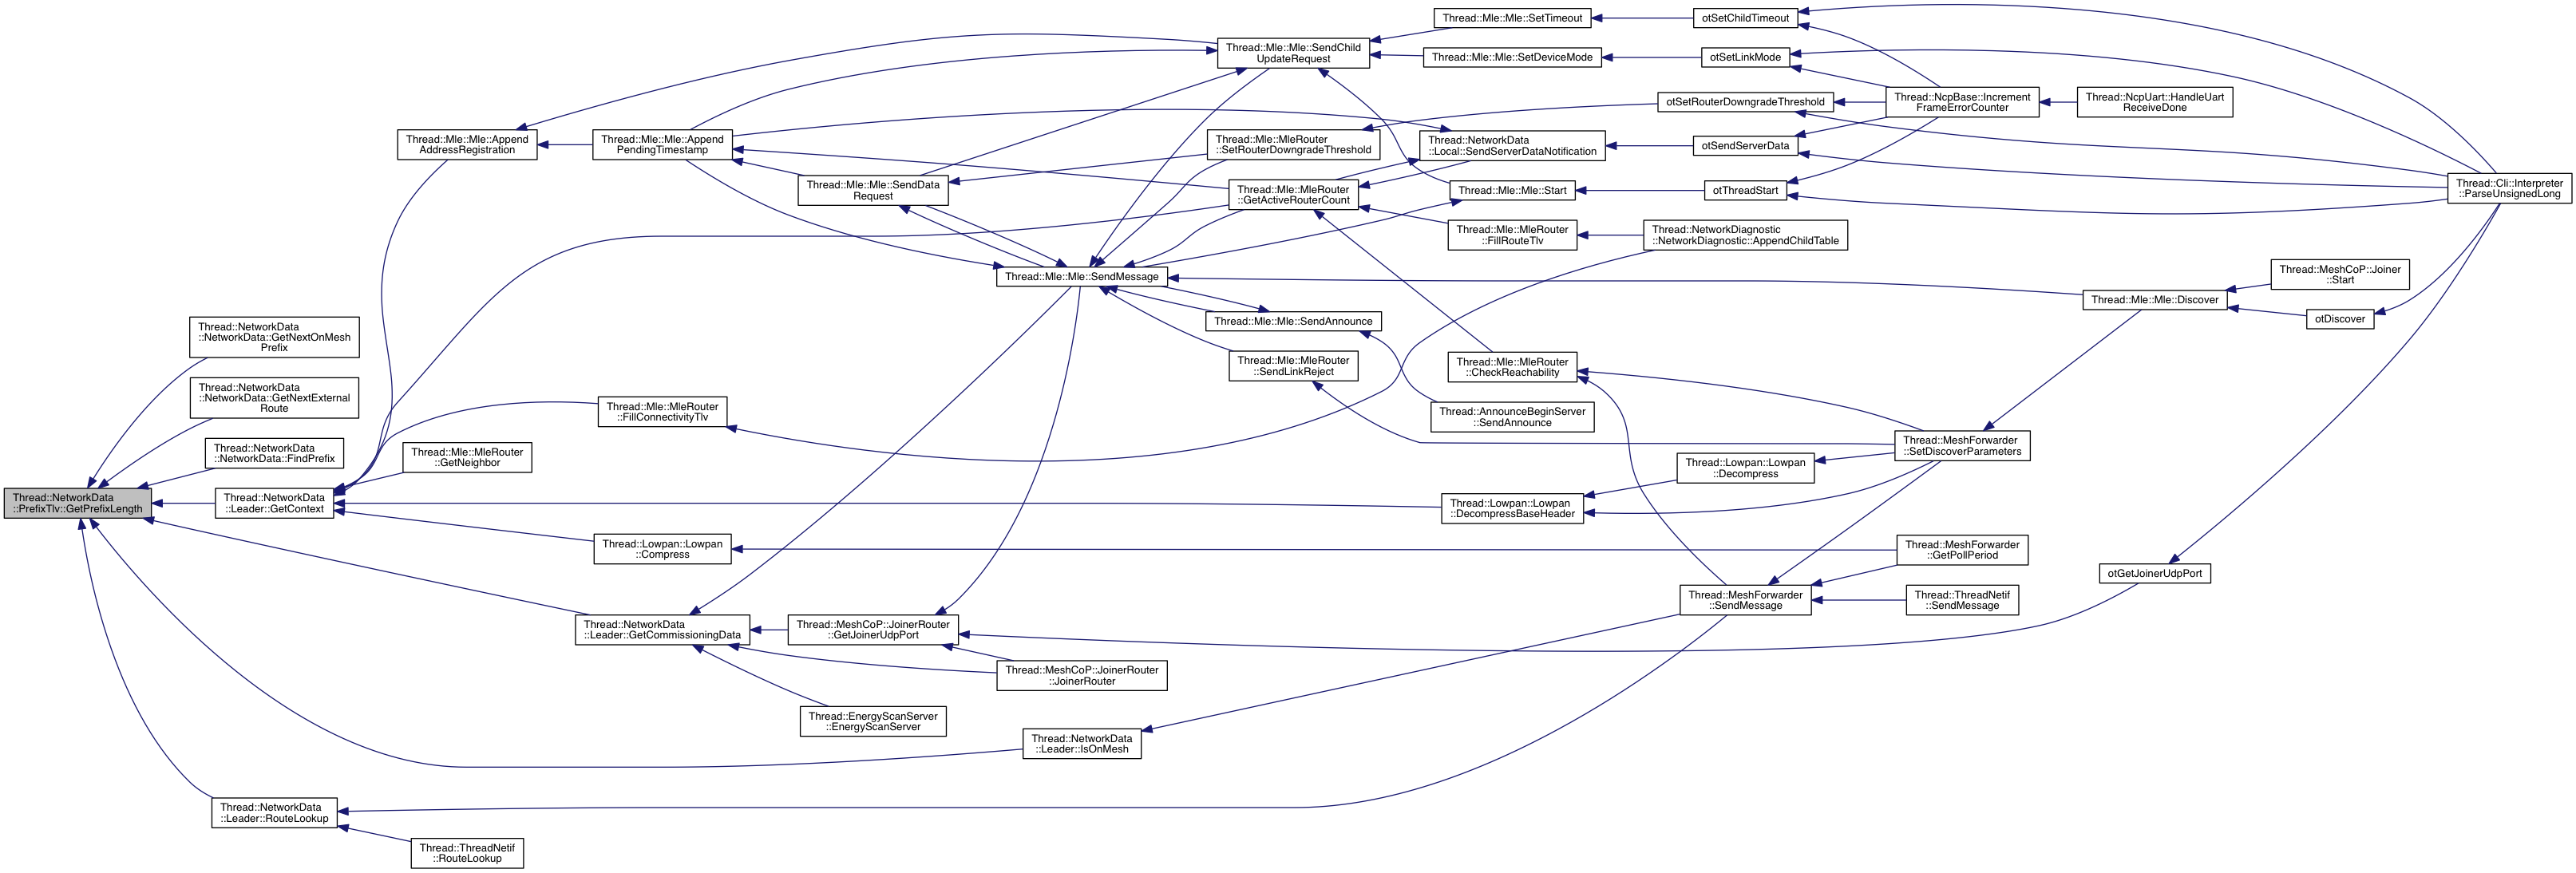 Thread::NetworkData
::PrefixTlv::GetPrefixLength
Thread::NetworkData
::NetworkData::GetNextOnMesh
Prefix
Thread::NetworkData
::NetworkData::GetNextExternal
Route
Thread::NetworkData
::NetworkData::FindPrefix
Thread::NetworkData
::Leader::GetContext
Thread::NetworkData
::Leader::RouteLookup
Thread::Mle::Mle::Append
AddressRegistration
Thread::Mle::MleRouter
::GetNeighbor
Thread::ThreadNetif
::RouteLookup
Thread::Mle::Mle::Append
PendingTimestamp
Thread::Mle::MleRouter
::FillConnectivityTlv
Thread::Lowpan::Lowpan
::Compress
Thread::NetworkData
::Leader::GetCommissioningData
Thread::Mle::Mle::SendData
Request
Thread::MeshCoP::JoinerRouter
::GetJoinerUdpPort
Thread::EnergyScanServer
::EnergyScanServer
Thread::Mle::Mle::SendMessage
Thread::MeshCoP::JoinerRouter
::JoinerRouter
Thread::NetworkData
::Leader::IsOnMesh
Thread::Mle::Mle::SendChild
UpdateRequest
Thread::Mle::MleRouter
::SetRouterDowngradeThreshold
Thread::Mle::MleRouter
::GetActiveRouterCount
Thread::Mle::Mle::SendAnnounce
Thread::Mle::MleRouter
::SendLinkReject
Thread::Mle::Mle::SetTimeout
Thread::Mle::Mle::SetDeviceMode
Thread::NetworkData
::Local::SendServerDataNotification
Thread::Mle::Mle::Start
Thread::Mle::MleRouter
::FillRouteTlv
Thread::Mle::MleRouter
::CheckReachability
Thread::AnnounceBeginServer
::SendAnnounce
Thread::Lowpan::Lowpan
::DecompressBaseHeader
otSetChildTimeout
otSetLinkMode
otSetRouterDowngradeThreshold
otSendServerData
otThreadStart
Thread::NetworkDiagnostic
::NetworkDiagnostic::AppendChildTable
Thread::Lowpan::Lowpan
::Decompress
Thread::MeshForwarder
::SendMessage
Thread::NcpBase::Increment
FrameErrorCounter
Thread::MeshForwarder
::SetDiscoverParameters
Thread::MeshForwarder
::GetPollPeriod
Thread::ThreadNetif
::SendMessage
Thread::NcpUart::HandleUart
ReceiveDone
Thread::Mle::Mle::Discover
otGetJoinerUdpPort
Thread::MeshCoP::Joiner
::Start
otDiscover
Thread::Cli::Interpreter
::ParseUnsignedLong